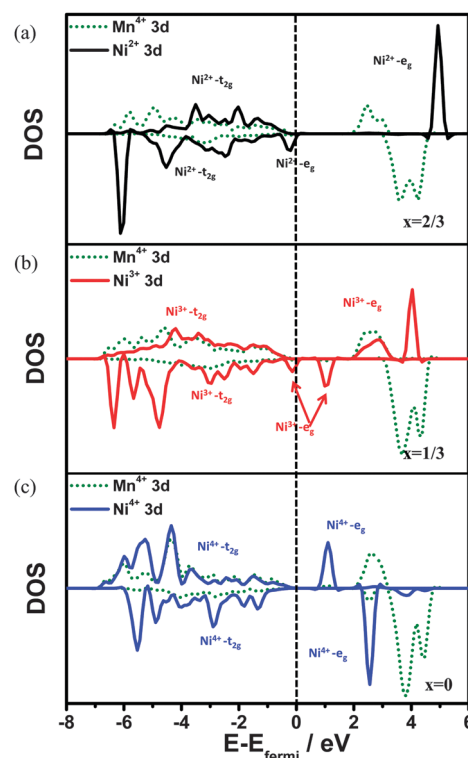 (a)
Mn⁴⁺ 3d
Ni²⁺ 3d
Ni²⁺-t₂g
Ni²⁺-eg
DOS
Ni²⁺-t₂g
Ni²⁺-eg
x=2/3
(b)
Mn⁴⁺ 3d
Ni³⁺ 3d
Ni³⁺-t₂g
Ni³⁺-eg
DOS
Ni³⁺-t₂g
Ni³⁺-eg
x=1/3
(c)
Mn⁴⁺ 3d
Ni⁴⁺ 3d
Ni⁴⁺-eg
Ni⁴⁺-t₂g
DOS
Ni⁴⁺-t₂g
Ni⁴⁺-eg
x=0
-8 -6 -4 -2 0 2 4 6
E-Efermi / eV